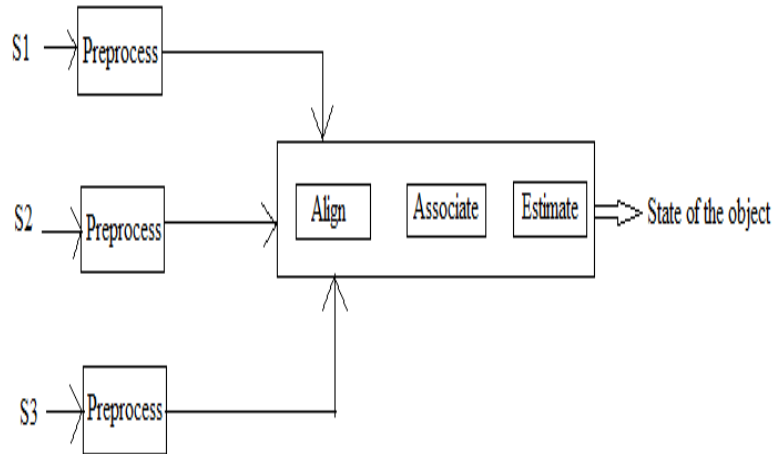 S1
Preprocess
S2
Preprocess
Align
Associate
Estimate
State of the object
S3
Preprocess